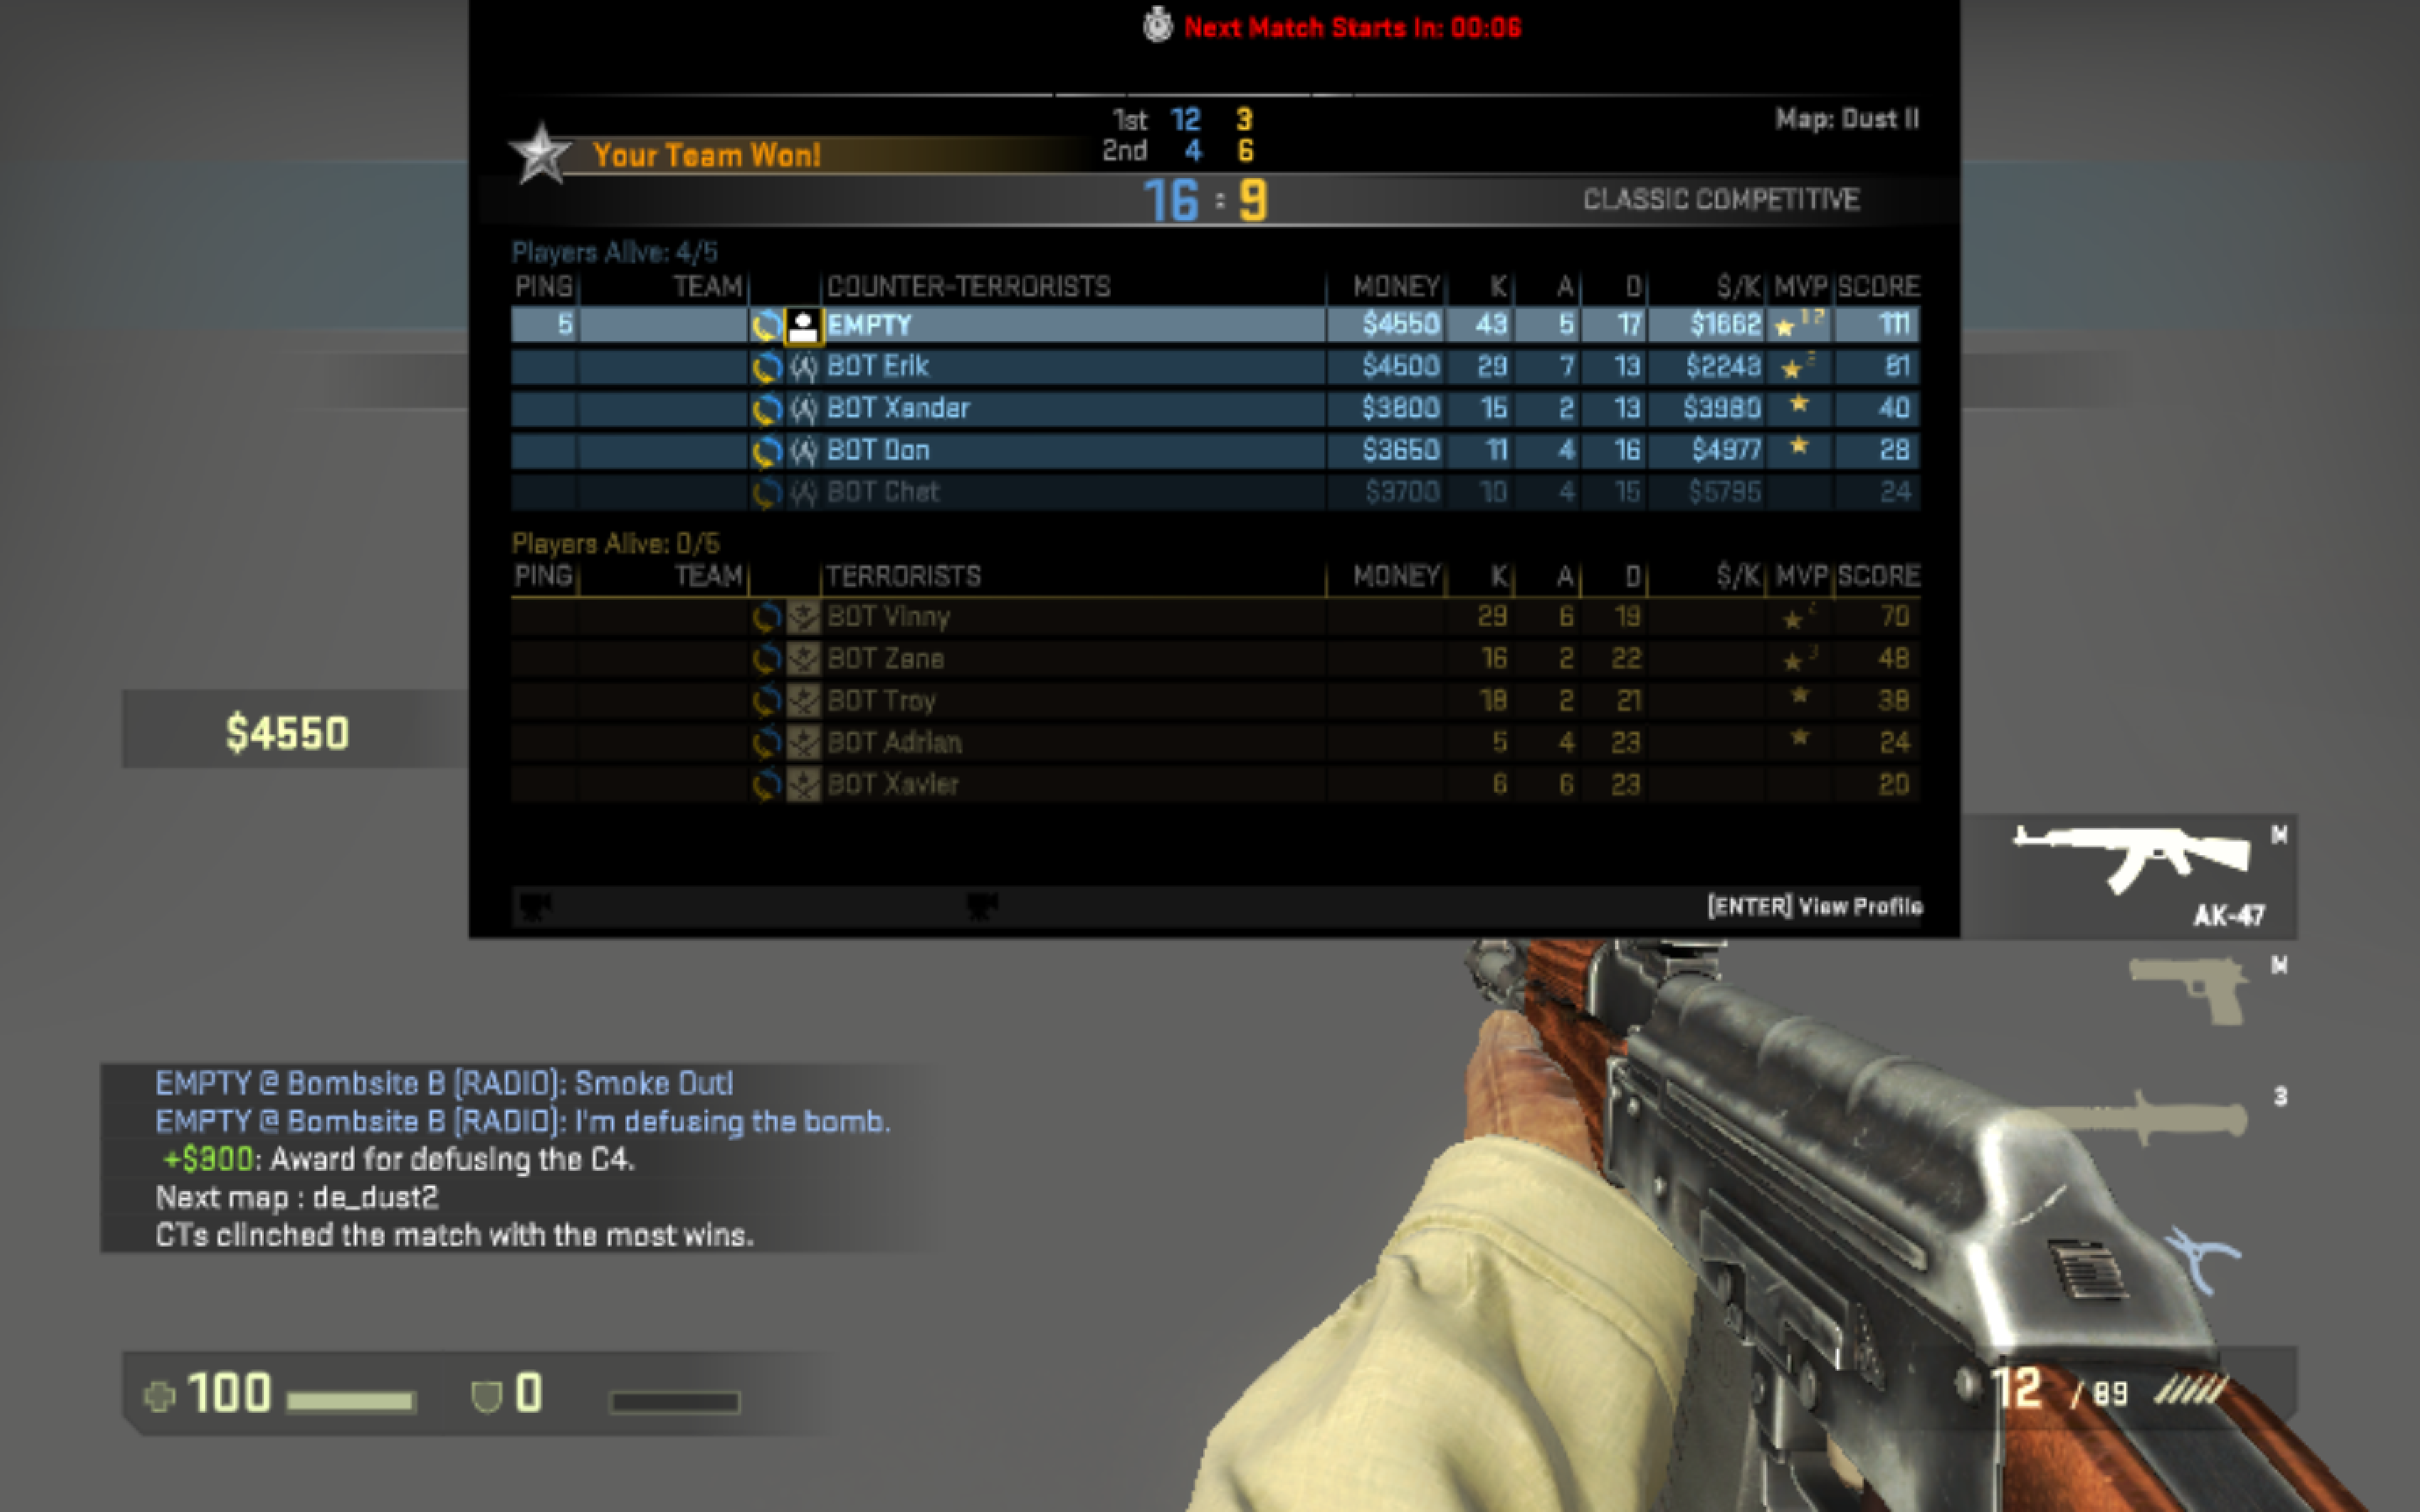 Next Match Starts In: 00:06
1st 12 3
Map: Dust II
2nd 4 6
Your Team Won!
16 : 9
CLASSIC COMPETITIVE
Players Alive: 4/5
PING TEAM COUNTER-TERRORISTS MONEY K A D $/K MVP SCORE
5 EMPTY $4550 43 5 17 $1662 12 111
BOT Erik $4500 29 7 13 $2243 81
BOT Xander $3800 15 2 13 $3980 40
BOT Don $3650 11 4 16 $4977 28
BOT Chet $3700 10 4 15 $5795 24
Players Alive: 0/5
PING TEAM TERRORISTS MONEY K A D $/K MVP SCORE
BOT Vinny 29 6 19 70
BOT Zane 16 2 22 3 48
BOT Troy 18 2 21 38
BOT Adrian 5 4 23 24
BOT Xavier 6 6 23 20
[ENTER] View Profile
$4550
M
AK-47
M
3
EMPTY @ Bombsite B (RADIO): Smoke Out!
EMPTY @ Bombsite B (RADIO): I'm defusing the bomb.
+$300: Award for defusing the C4.
Next map : de_dust2
CTs clinched the match with the most wins.
100 0
12 / 89